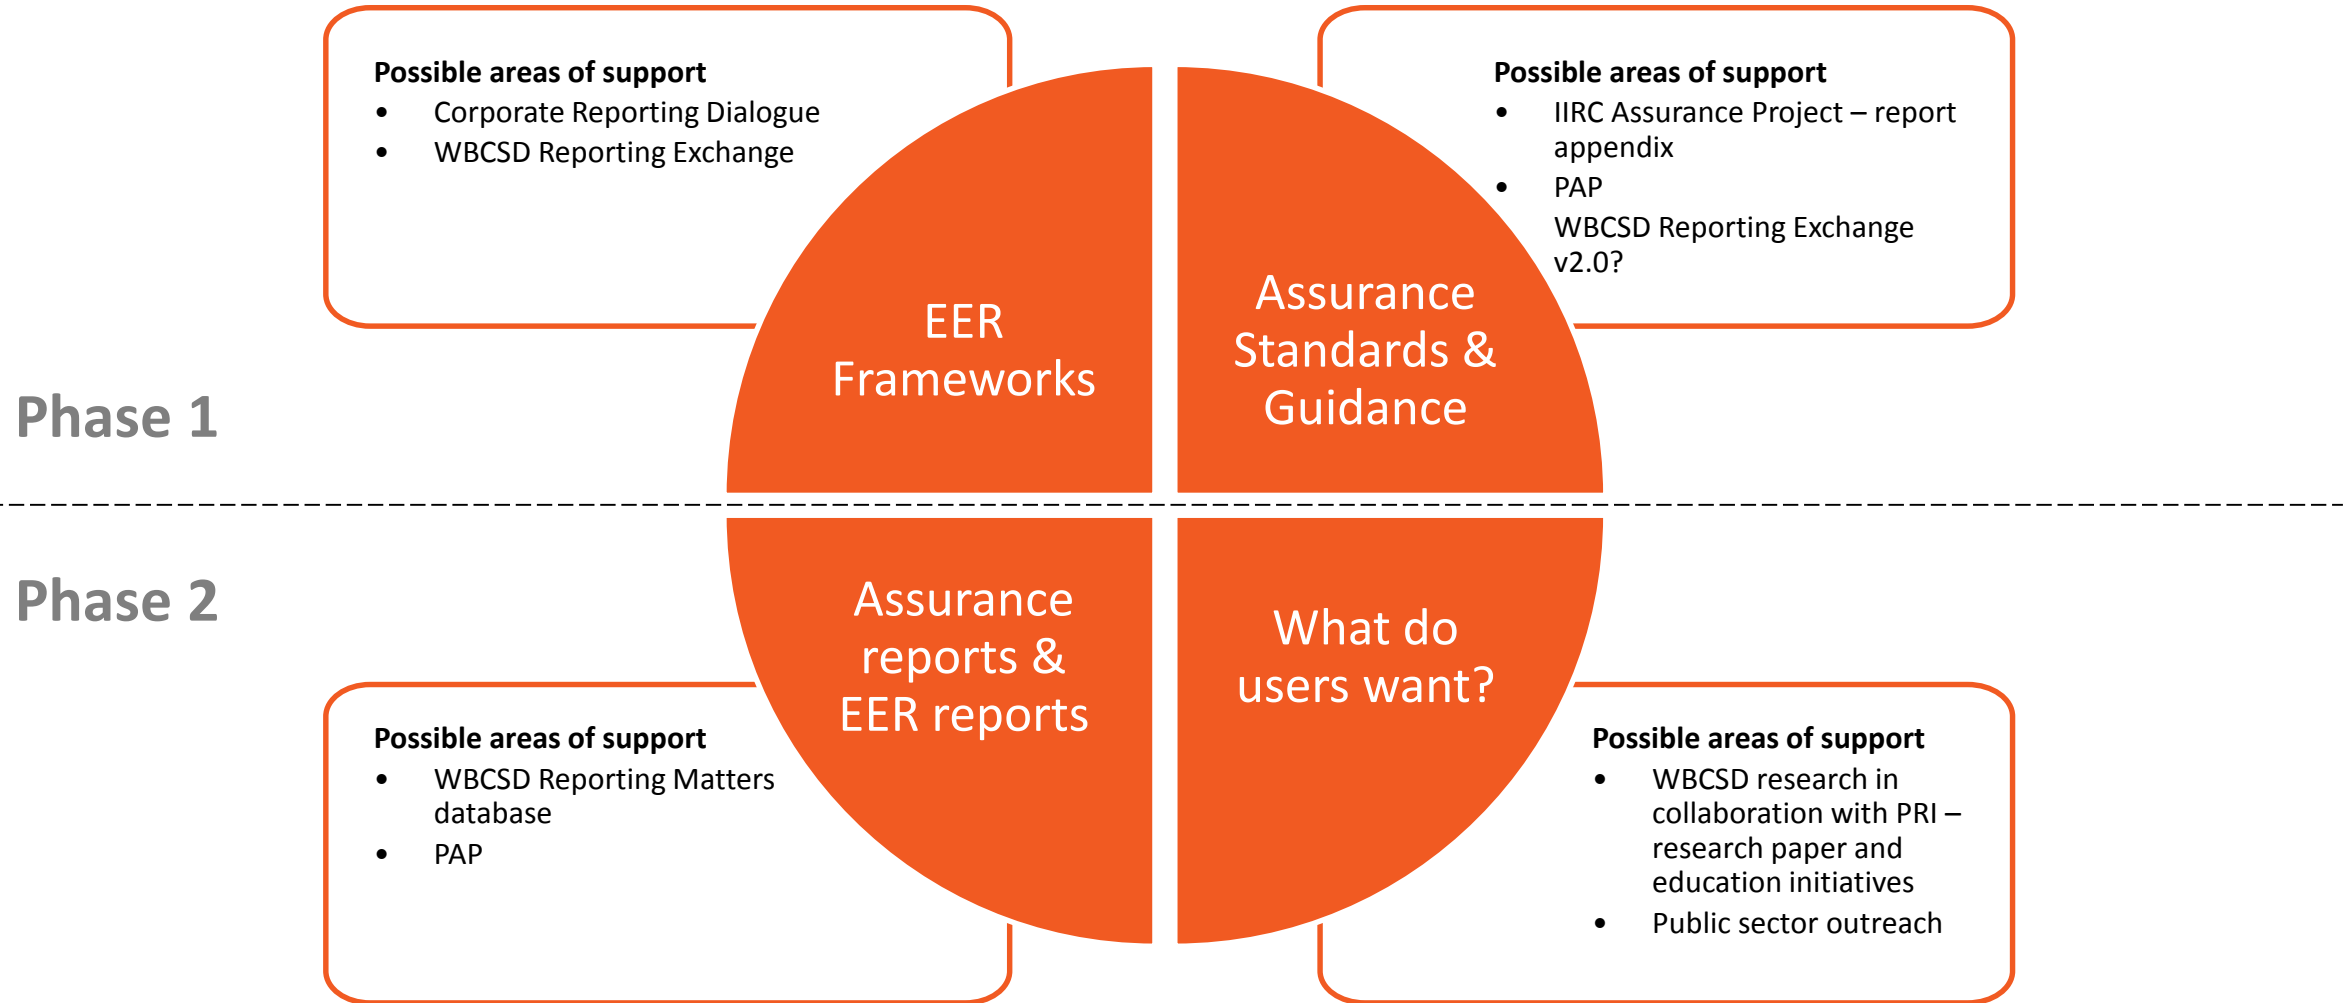 Possible areas of support
• Corporate Reporting Dialogue
• WBCSD Reporting Exchange
Possible areas of support
• IIRC Assurance Project – report
appendix
• PAP
WBCSD Reporting Exchange
v2.0?
EER
Frameworks
Assurance
Standards &
Guidance
Phase 1
Phase 2
Assurance
reports &
EER reports
What do
users want?
Possible areas of support
• WBCSD Reporting Matters
database
• PAP
Possible areas of support
• WBCSD research in
collaboration with PRI –
research paper and
education initiatives
• Public sector outreach